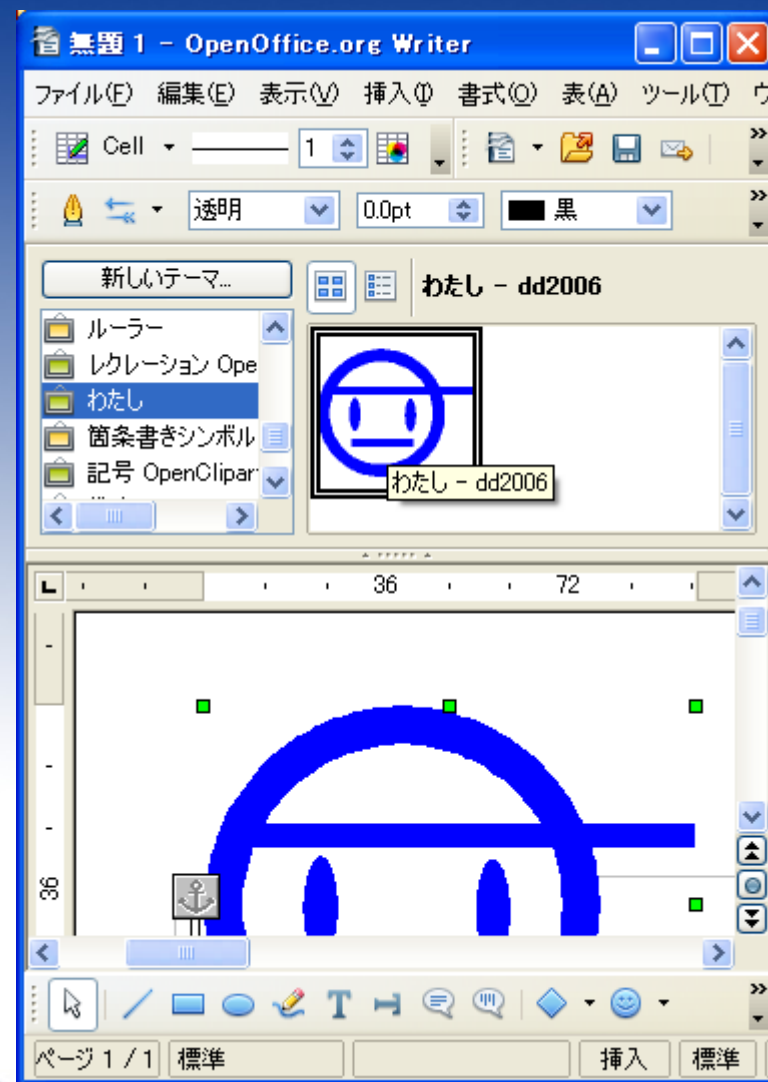 無題 1 - OpenOffice.org Writer
ファイル(F) 編集(E) 表示(V) 挿入(I) 書式(O) 表(A) ツール(T) ウ
Cell 1
透明 0.0pt 黒
新しいテーマ... わたし - dd2006
ルーラー
レクレーション Ope
わたし
箇条書きシンボル
記号 OpenClipar
わたし - dd2006
36 72
36
T
ページ 1 / 1 標準 挿入 標準